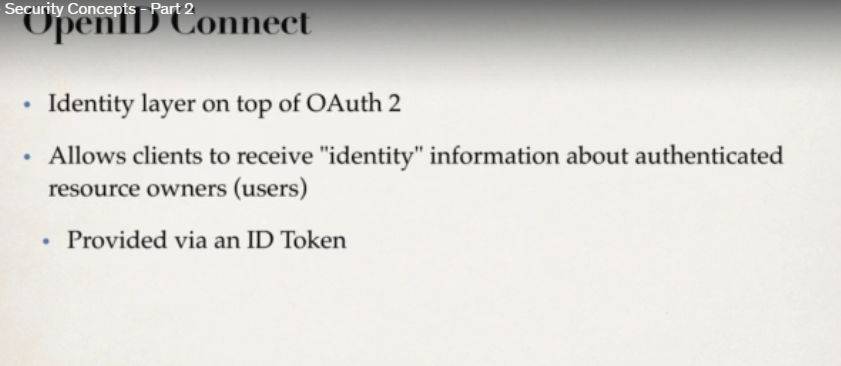 Security Concepts - Part 2
OpenID Connect
• Identity layer on top of OAuth 2
• Allows clients to receive "identity" information about authenticated
resource owners (users)
• Provided via an ID Token